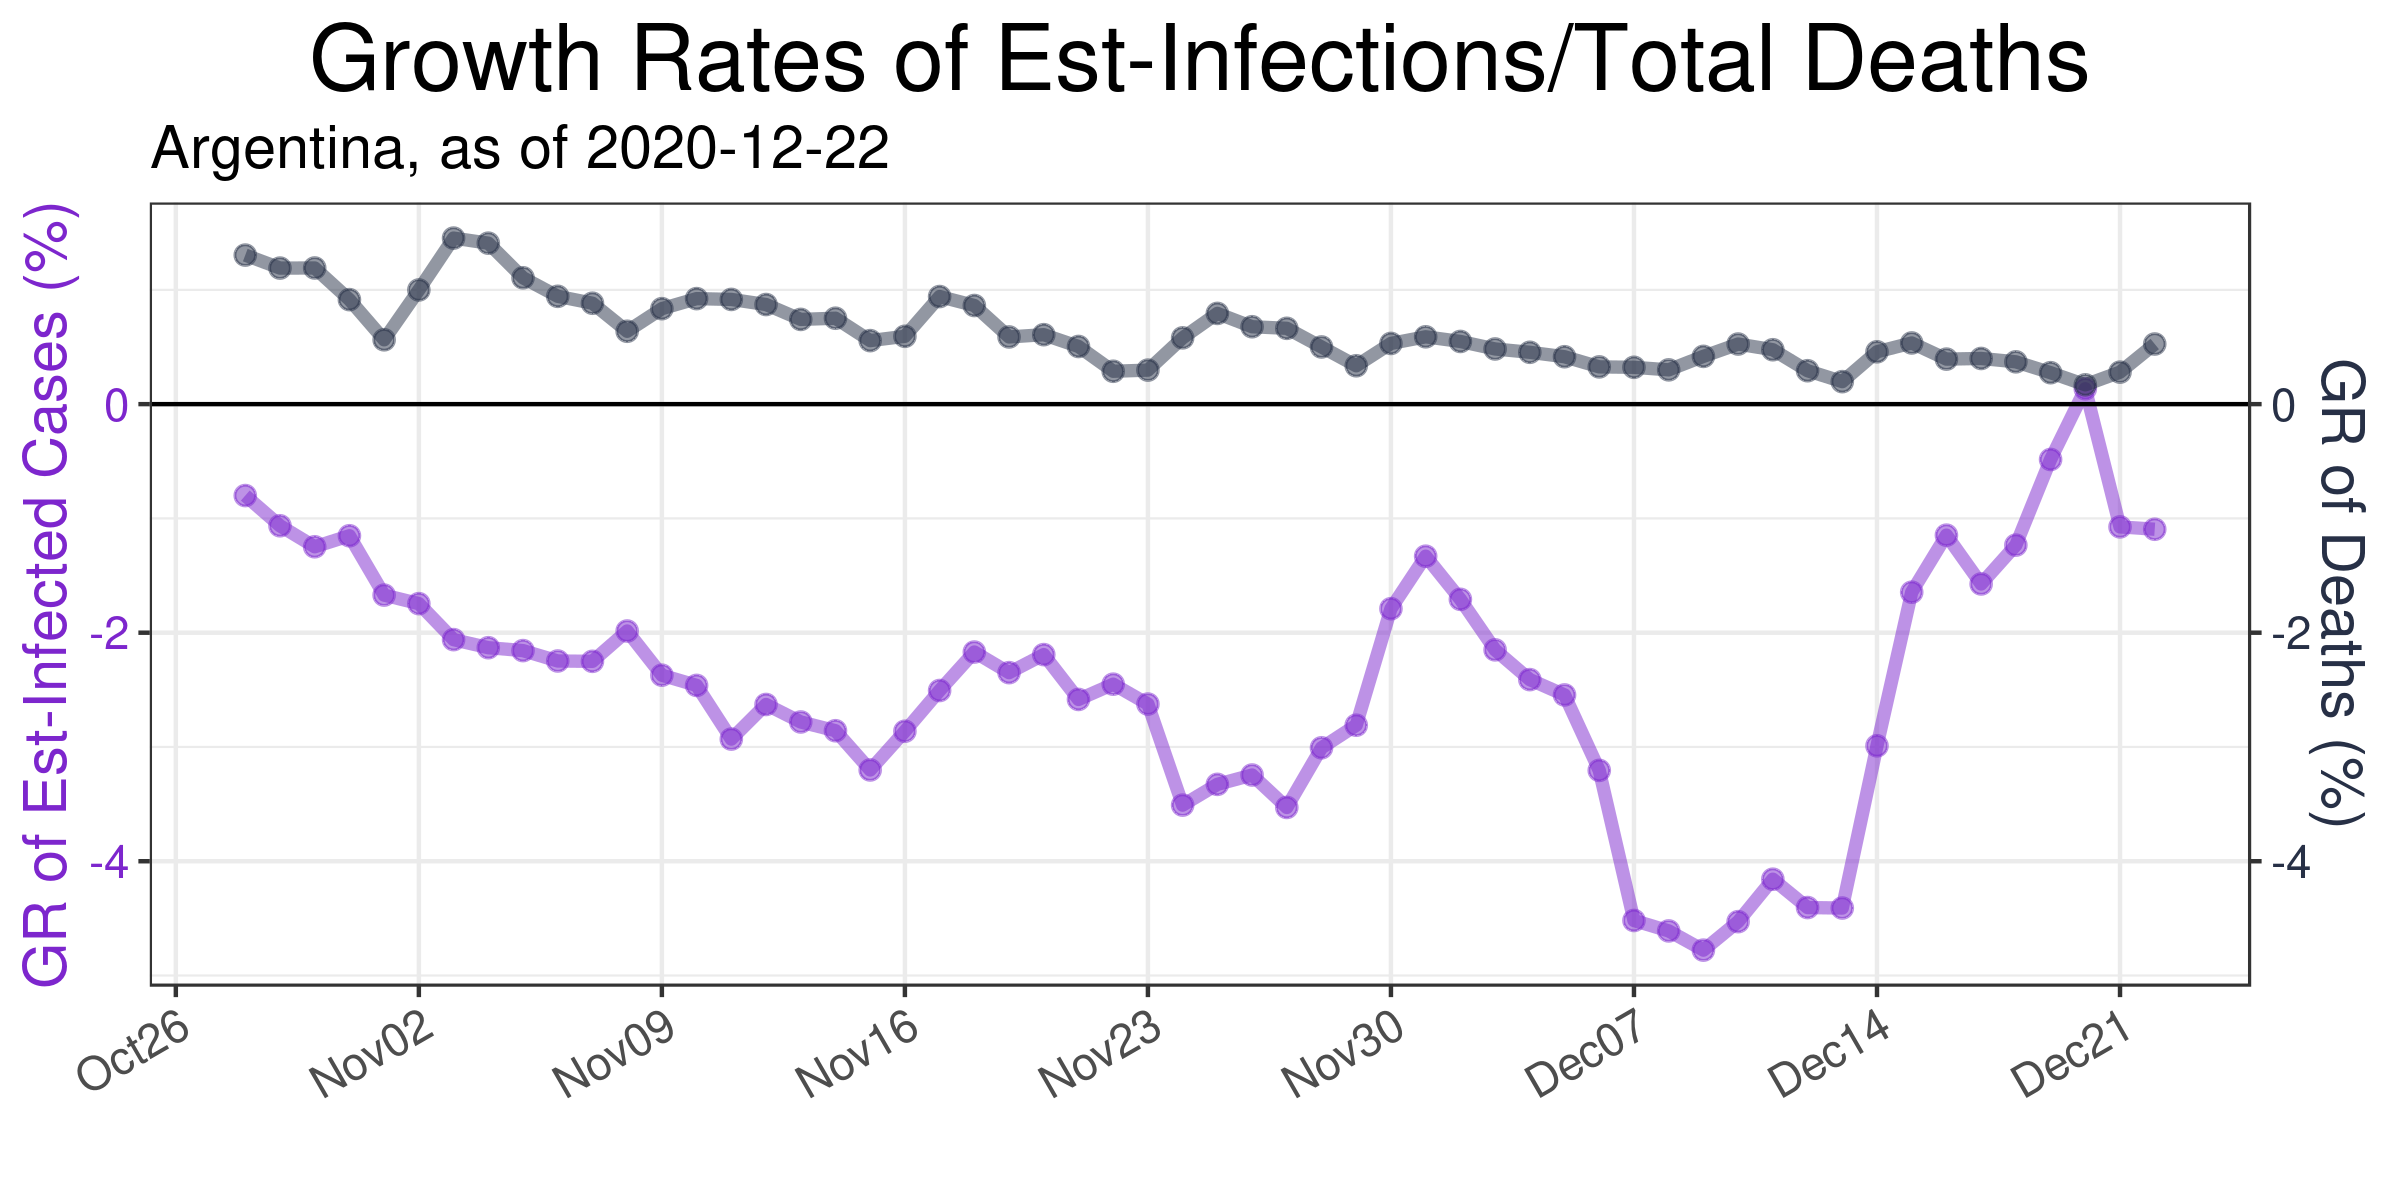 Growth Rates of Est-Infections/Total Deaths
Argentina, as of 2020-12-22
GR of Est-Infected Cases (%)
0
-2
-4
0
-2
-4
GR of Deaths (%)
Oct26
Nov02
Nov09
Nov16
Nov23
Nov30
Dec07
Dec14
Dec21